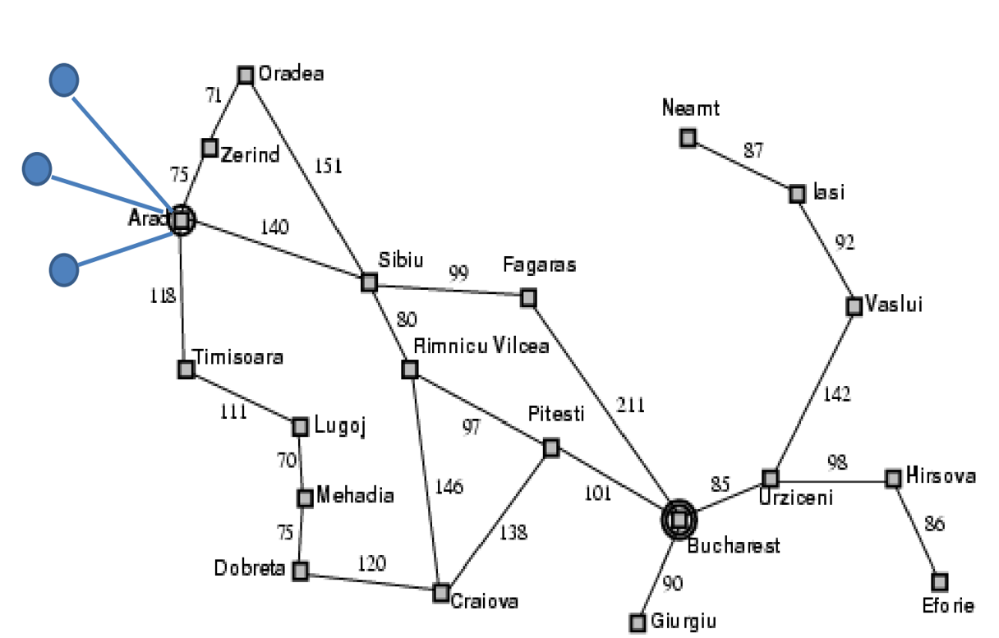 Oradea
71
Neamt
87
Zerind
151
75
Iasi
Arad
140
92
Sibiu
Fagaras
99
118
Vaslui
80
Rimnicu Vilcea
Timisoara
142
211
111
Lugoj
97
Pitesti
70
98
Hirsova
146
101
85
Urziceni
Mehadia
86
75
138
Bucharest
Dobreta
120
90
Craiova
Eforie
Giurgiu